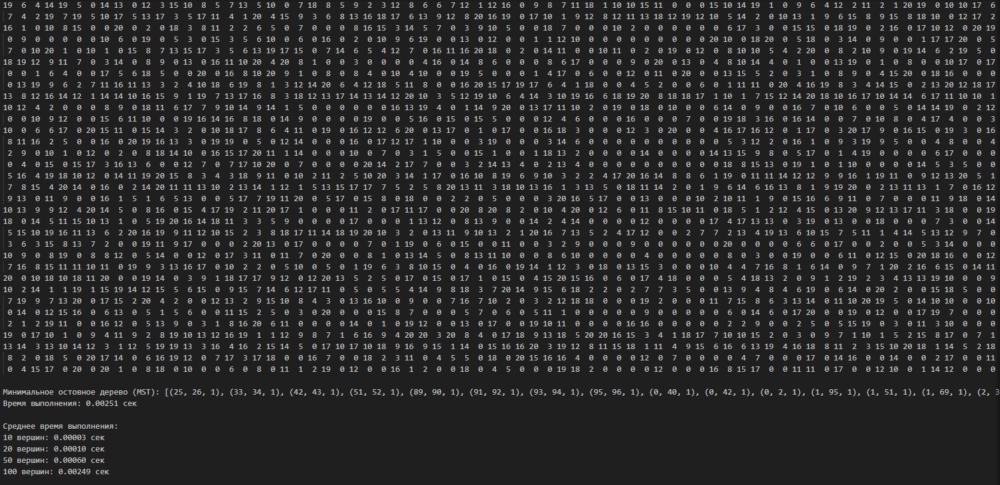 19 6 4 14 19 5 0 14 13 0 12 3 15 10 8 5 7 13 5 10 0 7 18 8 5 9 2 3 12 8 6 6 7 12 1 12 16 0 9 8 7 11 18 1 10 10 15 11 0 0 0 15 10 14 19 1 0 9 6 4 12 2 11 2 1 20 19 0 10 10 17 6
7 4 2 19 7 19 5 10 17 5 13 17 3 5 17 11 4 1 20 4 15 9 3 6 8 13 16 18 17 6 13 9 12 8 20 16 19 0 17 10 1 9 12 8 10 12 11 13 18 12 19 12 10 5 14 2 0 10 13 1 9 6 15 8 9 15 8 18 10 0 12 17 2
16 1 0 10 8 15 0 0 20 0 2 0 18 3 8 11 2 2 6 5 0 7 0 0 0 8 16 15 3 14 5 7 0 3 9 10 5 0 0 18 7 0 0 0 10 2 0 0 0 0 0 0 6 17 3 0 0 15 15 0 18 19 0 2 16 0 17 10 12 0 20 19
0 9 0 0 0 0 0 10 6 0 19 0 5 3 0 15 3 5 6 10 0 6 0 16 0 2 0 10 9 6 19 0 0 13 0 12 0 0 1 1 12 10 0 0 0 0 0 0 0 0 0 20 10 0 18 20 0 5 18 0 3 14 0 9 0 0 1 17 17 20 0 5
7 0 10 20 1 0 10 1 0 15 8 7 13 15 17 3 5 6 13 19 17 15 0 7 14 6 5 4 12 7 0 16 11 16 20 18 0 2 0 14 11 0 0 10 11 0 2 0 19 0 12 0 8 10 10 5 4 2 20 0 8 2 10 9 0 19 14 6 2 19 5 0
18 19 12 9 11 7 0 3 14 0 8 9 0 13 0 16 11 10 20 4 20 8 1 0 0 3 0 0 0 0 4 16 0 14 8 6 0 0 0 8 6 17 0 0 0 9 0 20 0 13 0 4 8 10 14 4 0 1 0 0 13 19 0 1 0 8 0 0 10 17 0 17
0 0 1 6 4 0 0 17 5 6 18 5 0 0 20 0 16 8 10 20 9 1 0 8 0 8 4 0 10 4 10 0 0 19 5 0 0 0 1 4 17 0 6 0 0 12 0 11 0 20 0 0 13 15 5 2 0 3 1 0 8 9 0 4 15 20 0 18 16 0 0 0
0 13 19 9 6 2 7 11 16 11 13 3 2 4 10 18 6 19 8 1 3 12 14 20 6 4 12 18 5 11 8 0 0 16 20 15 17 19 17 6 4 1 18 0 0 4 5 2 0 0 6 0 1 11 11 0 20 4 16 19 8 3 4 14 15 0 2 13 20 12 18 17
13 8 12 16 14 12 1 14 14 10 16 15 9 1 19 7 13 17 16 8 3 18 12 13 17 14 13 14 12 20 10 3 5 12 19 10 6 4 14 3 10 19 16 6 18 19 20 8 18 18 17 1 10 1 7 15 12 14 20 18 10 16 17 10 14 14 6 17 11 10 10 1
10 12 4 2 0 0 0 8 9 0 18 11 6 17 7 9 10 14 9 14 1 5 0 0 0 0 0 0 16 13 19 4 0 1 14 9 20 0 13 17 11 10 2 0 19 0 18 0 10 0 0 6 14 0 9 0 0 16 7 0 10 6 0 0 5 0 14 14 19 0 2 12
0 0 10 9 12 0 0 15 6 11 10 0 0 19 16 14 16 8 18 0 14 9 0 0 0 0 19 0 0 5 16 0 15 0 15 5 0 0 0 12 4 6 0 0 0 16 0 0 0 7 0 0 19 18 3 16 0 16 14 0 0 7 0 10 8 0 4 17 4 0 0 3
10 0 6 6 17 0 20 15 11 0 15 14 3 2 0 10 18 17 8 6 4 11 0 19 0 16 12 12 6 20 0 13 17 0 1 0 17 0 0 16 18 3 0 0 0 12 3 0 20 0 0 4 16 17 16 12 0 1 17 0 3 20 17 9 0 16 15 0 19 3 0 16
8 11 16 2 5 0 0 16 0 20 19 16 13 3 0 19 19 0 5 0 12 14 0 0 0 16 0 17 12 17 1 10 0 0 3 19 0 0 0 3 14 6 0 0 0 0 0 0 0 0 0 0 5 3 12 2 0 16 1 0 9 3 19 9 5 0 0 4 8 0 0 4
2 9 0 10 1 0 12 0 2 0 8 18 14 10 0 16 15 17 20 11 1 14 0 0 0 10 0 7 0 3 1 5 0 0 15 1 0 0 1 18 13 2 0 0 0 0 14 0 0 0 0 14 13 15 9 8 0 5 17 0 1 4 19 0 0 0 0 6 17 0 0 0
0 4 0 15 0 15 17 3 16 13 6 0 0 12 7 0 7 17 10 20 0 7 0 0 0 0 20 14 2 17 7 0 0 3 2 14 13 4 0 2 13 4 0 0 0 0 0 0 0 0 0 0 18 8 15 13 0 19 1 0 1 10 0 0 0 0 14 5 3 5 0 0
5 16 4 19 18 10 12 0 14 11 19 20 15 8 3 4 3 18 9 11 0 10 2 11 2 5 10 20 3 14 1 17 0 16 10 8 19 6 9 10 3 2 2 4 17 20 16 14 8 8 6 1 19 0 11 11 14 12 12 9 9 16 1 19 11 0 9 12 13 20 5 1
7 8 15 4 20 14 0 16 0 2 14 20 11 11 13 10 2 13 14 1 12 1 5 13 15 17 17 7 5 2 5 8 20 13 11 3 18 10 13 16 1 3 13 5 0 18 11 14 2 0 1 9 6 14 6 16 13 8 1 9 19 20 0 2 13 11 13 1 7 0 16 12
9 13 0 11 9 0 0 16 1 5 1 6 5 13 0 0 5 17 7 19 11 20 0 5 17 0 15 8 0 18 0 0 2 2 0 5 0 0 0 3 20 16 5 17 0 0 13 0 0 0 10 2 10 11 1 9 0 15 16 6 9 11 0 7 0 0 0 11 9 18 0 14
10 13 9 9 12 4 20 14 5 0 8 16 0 15 4 17 19 2 11 20 17 1 0 0 0 11 2 0 17 11 17 0 0 20 8 20 8 2 0 10 4 20 0 12 6 0 11 8 15 10 11 0 18 5 1 2 12 4 15 0 13 20 9 12 13 17 11 3 18 0 0 19
18 0 14 5 11 15 10 13 1 0 5 19 20 16 14 18 11 3 3 5 9 0 0 0 0 17 0 0 0 1 13 12 0 8 13 9 0 0 14 2 4 14 0 0 0 0 12 0 0 0 0 17 4 17 13 13 0 3 19 0 13 0 0 18 0 0 0 7 3 0 0 14
5 15 10 19 16 11 13 6 2 20 16 19 9 11 12 10 15 2 3 8 18 17 11 14 18 19 20 10 3 2 0 13 11 9 10 13 2 1 20 16 7 13 5 2 4 17 12 0 0 2 7 7 2 13 4 19 13 6 10 15 7 5 11 1 4 14 5 13 12 9 7 0
3 6 3 15 8 13 7 2 0 0 19 11 9 17 0 0 0 2 20 13 0 17 0 0 0 0 7 0 1 19 0 6 0 15 0 0 11 0 0 3 2 9 0 0 0 9 0 0 0 0 0 0 20 0 0 0 0 6 6 0 17 0 0 2 0 0 5 3 14 0 0 0
10 9 0 8 19 0 8 8 12 0 5 14 0 0 12 0 17 3 11 0 11 7 0 20 0 0 8 1 0 13 14 5 0 8 13 11 10 0 0 8 6 10 0 0 0 0 4 0 0 0 0 0 8 0 3 0 0 19 0 0 6 11 0 12 15 0 20 18 16 0 0 12
7 16 8 15 11 11 10 11 0 19 9 3 13 16 17 0 10 2 2 0 5 10 0 5 0 1 19 6 3 8 10 15 0 4 0 16 0 19 14 1 12 3 0 18 0 13 15 3 0 0 0 10 4 4 7 16 8 1 6 14 0 9 7 1 20 2 16 6 15 0 14 11
20 0 10 18 10 18 11 20 0 0 19 14 0 3 9 1 18 17 17 9 12 0 12 20 13 5 2 5 0 17 0 15 0 17 1 0 15 0 4 15 20 15 16 0 6 0 17 4 18 0 0 0 5 4 18 13 2 0 9 1 2 19 2 3 4 13 13 19 10 0 0 9
10 2 14 1 1 19 1 15 19 14 12 15 5 6 15 0 9 15 7 14 6 12 17 11 0 5 0 5 5 4 14 9 8 18 3 7 20 14 9 15 6 18 2 2 0 2 7 7 3 5 0 0 13 9 4 8 4 6 19 0 6 14 0 20 2 0 0 15 18 5 0 0
7 19 9 7 13 20 0 17 15 2 20 4 2 0 0 12 13 2 9 15 10 8 4 3 0 13 16 10 0 9 0 0 7 16 7 10 2 0 3 2 12 18 18 0 0 0 19 2 0 0 0 11 7 15 8 6 3 13 14 0 11 10 20 19 5 0 14 10 10 0 0 10
0 14 0 12 15 16 0 6 13 0 5 1 5 6 0 0 11 15 2 5 0 3 0 20 0 0 0 15 8 7 0 0 0 5 7 0 6 0 5 11 1 0 0 0 0 0 9 0 0 0 0 0 6 0 14 6 0 17 20 0 0 19 0 12 0 0 17 19 7 0 0 0
2 1 2 19 11 0 0 16 12 0 5 13 9 0 3 1 8 16 20 6 11 0 0 0 0 14 0 1 0 19 12 0 0 13 0 17 0 0 19 10 11 0 0 0 0 16 16 0 0 0 0 0 2 2 9 0 0 2 5 0 5 15 19 0 3 0 11 3 10 0 0 0
19 0 17 10 1 0 9 4 11 9 2 8 19 10 13 12 16 19 1 1 12 9 8 7 1 6 16 9 4 20 20 3 20 8 4 0 17 18 9 13 18 5 20 20 16 15 3 4 1 18 17 7 10 10 15 2 0 3 0 9 7 1 10 1 5 2 15 8 17 0 7 1
13 14 3 13 10 14 12 3 1 12 5 19 19 13 3 16 4 16 2 15 14 5 0 17 10 17 10 18 9 16 9 15 1 14 0 15 16 16 20 3 19 12 8 11 15 18 1 11 4 9 15 6 16 6 13 19 4 16 18 8 11 2 3 15 10 20 18 1 14 5 2 18
8 2 0 18 5 0 20 17 14 0 6 16 19 12 0 7 17 3 17 18 0 0 16 7 0 0 18 2 3 11 0 4 5 5 0 18 0 20 15 16 16 4 0 0 0 0 12 0 7 0 0 0 0 4 7 0 0 0 17 0 14 16 0 0 14 0 0 2 17 0 0 11
0 4 15 17 0 20 0 20 1 0 8 18 0 10 0 0 6 0 8 0 11 1 2 19 0 12 0 0 16 1 2 0 0 18 0 4 5 0 0 0 19 18 2 0 0 0 0 12 0 0 0 16 8 15 17 0 0 11 11 0 17 0 0 12 10 0 1 14 12 0 0 0
Минимальное остовное дерево (MST): [(25, 26, 1), (33, 34, 1), (42, 43, 1), (51, 52, 1), (89, 90, 1), (91, 92, 1), (93, 94, 1), (95, 96, 1), (0, 40, 1), (0, 42, 1), (0, 2, 1), (1, 95, 1), (1, 51, 1), (1, 69, 1), (2, 3
Время выполнения: 0.00251 сек
Среднее время выполнения:
10 вершин: 0.00003 сек
20 вершин: 0.00010 сек
50 вершин: 0.00060 сек
100 вершин: 0.00249 сек